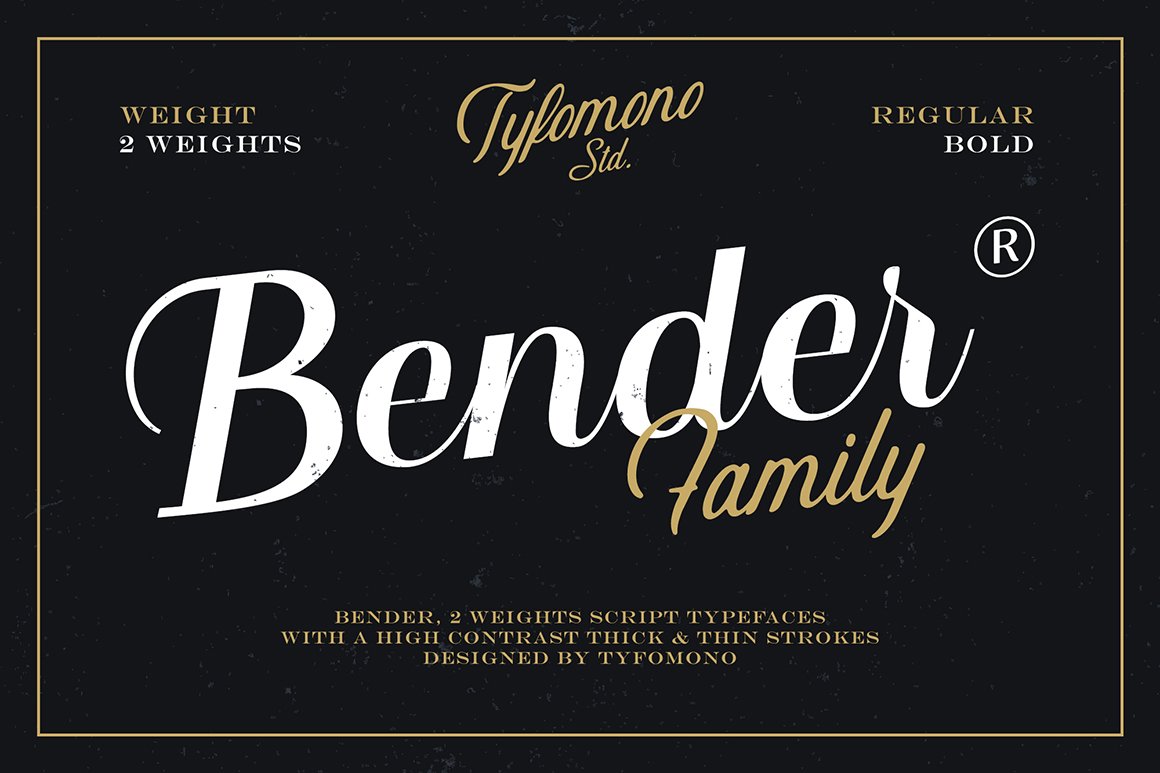 WEIGHT
2 WEIGHTS
Tyfomono
Std.
REGULAR
BOLD
Bender®
Family
BENDER, 2 WEIGHTS SCRIPT TYPEFACES
WITH A HIGH CONTRAST THICK & THIN STROKES
DESIGNED BY TYFOMONO